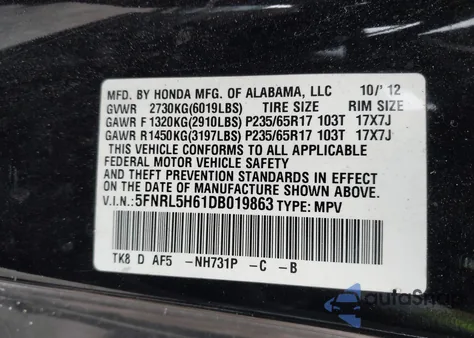 MFD. BY HONDA MFG. OF ALABAMA, LLC 10/'12
GVWR 2730KG(6019LBS) TIRE SIZE RIM SIZE
GAWR F 1320KG(2910LBS) P235/65R17 103T 17X7J
GAWR R1450KG(3197LBS) P235/65R17 103T 17X7J
THIS VEHICLE CONFORMS TO ALL APPLICABLE
FEDERAL MOTOR VEHICLE SAFETY
AND THEFT PREVENTION STANDARDS IN EFFECT
ON THE DATE OF MANUFACTURE SHOWN ABOVE.
V.I.N.:5FNRL5H61DB019863 TYPE: MPV
TK8 D AF5 -NH731P -C -B
autoSnap